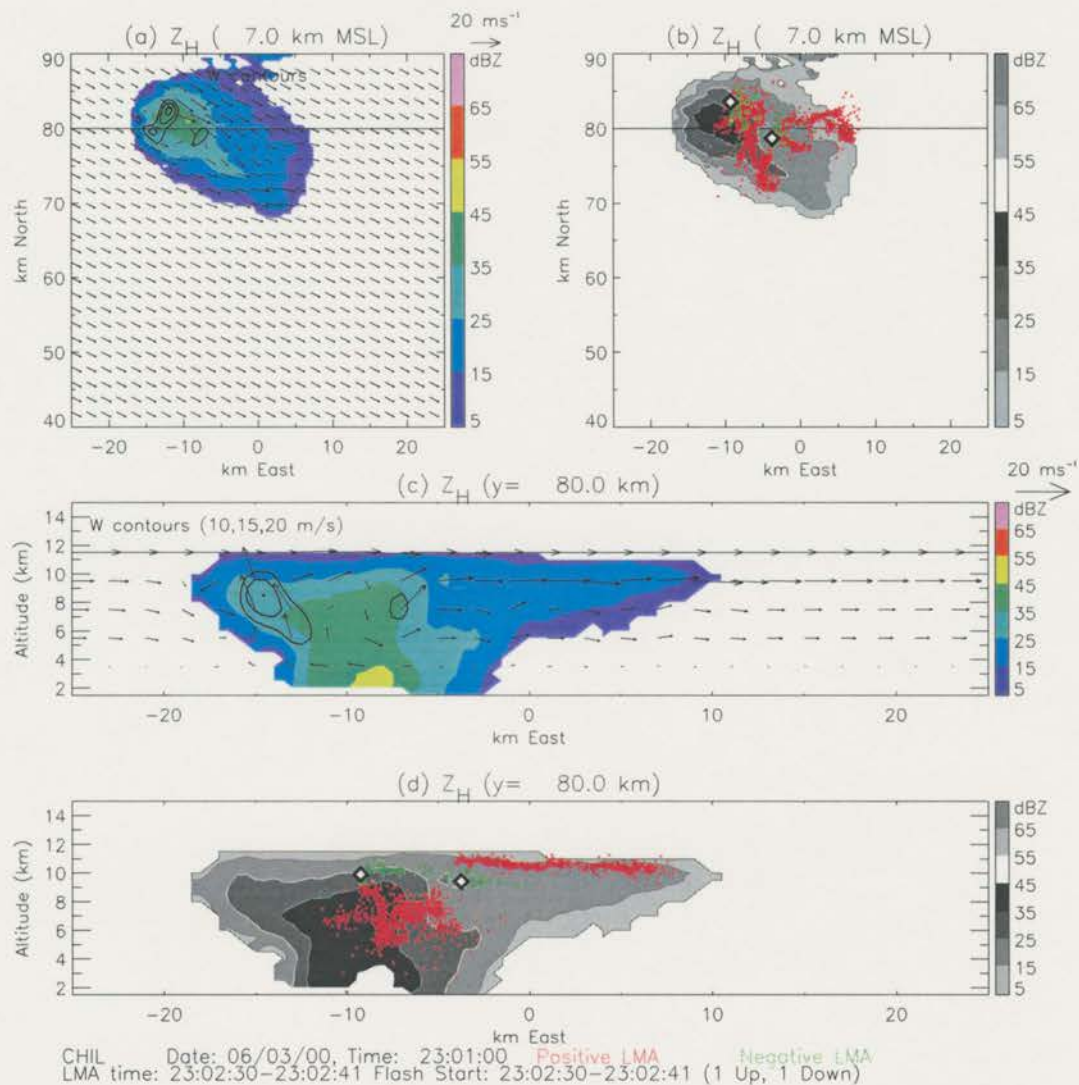 20 ms⁻¹
(a) Z_H ( 7.0 km MSL)
(b) Z_H ( 7.0 km MSL)
90
80
70
60
50
40
km North
W contours
dBZ
65
55
45
35
25
15
5
-20 -10 0 10 20
km East
90
80
70
60
50
40
km North
dBZ
65
55
45
35
25
15
5
-20 -10 0 10 20
km East
(c) Z_H (y= 80.0 km)
20 ms⁻¹
W contours (10,15,20 m/s)
14
12
10
8
6
4
2
Altitude (km)
dBZ
65
55
45
35
25
15
5
-20 -10 0 10 20
km East
(d) Z_H (y= 80.0 km)
14
12
10
8
6
4
2
Altitude (km)
dBZ
65
55
45
35
25
15
5
-20 -10 0 10 20
km East
CHIL Date: 06/03/00, Time: 23:01:00 Positive LMA Negative LMA
LMA time: 23:02:30-23:02:41 Flash Start: 23:02:30-23:02:41 (1 Up, 1 Down)